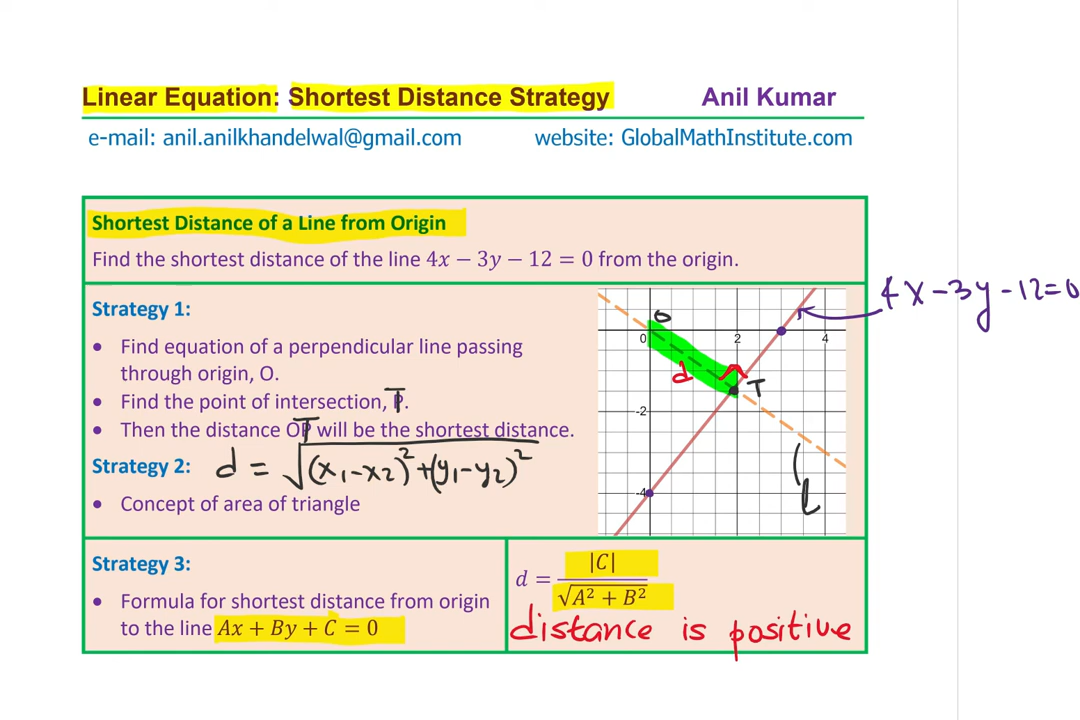 Linear Equation: Shortest Distance Strategy Anil Kumar
e-mail: anil.anilkhandelwal@gmail.com website: GlobalMathInstitute.com
Shortest Distance of a Line from Origin
Find the shortest distance of the line 4x − 3y − 12 = 0 from the origin.
4x − 3y − 12 = 0
Strategy 1:
• Find equation of a perpendicular line passing
through origin, O.
• Find the point of intersection, T.
• Then the distance OT will be the shortest distance.
Strategy 2: d = √(x₁−x₂)² + (y₁−y₂)²
• Concept of area of triangle
O
0 2 4
d T
-2
-4
L
Strategy 3
• Formula for shortest distance from origin
to the line Ax + By + C = 0
d = |C| / √A² + B²
distance is positive